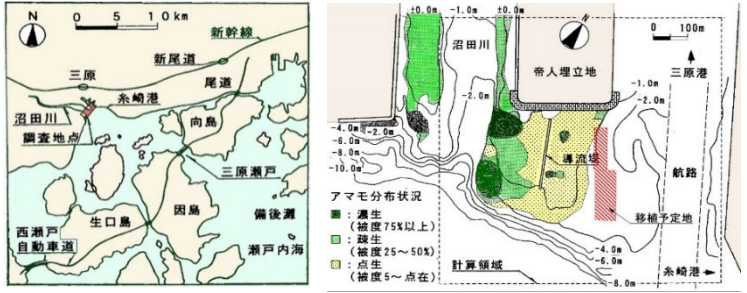 0 5 10km
N
新幹線
新尾道
三原
尾道
糸崎港
沼田川
向島
調査地点
三原瀬戸
生口島
因島
備後灘
西瀬戸
自動車道
瀬戸内海
±0.0m
±0.0m
-1.0m
沼田川
N
0 100m
帝人埋立地
三原港
-2.0m
-1.0m
-2.0m
-4.0m
-2.0m
-6.0m
-8.0m
-10.0m
導流堤
航路
アマモ分布状況
:濃生
(被度75%以上)
:疎生
(被度25~50%)
:点生
(被度5~点在)
移植予定地
-4.0m
-6.0m
-8.0m
計算領域
糸崎港